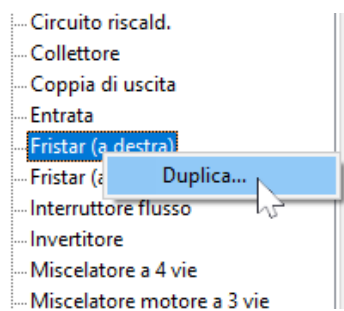 Circuito riscald.
Collettore
Coppia di uscita
Entrata
Fristar (a destra)
Fristar (a
Duplica...
Interruttore flusso
Invertitore
Miscelatore a 4 vie
Miscelatore motore a 3 vie